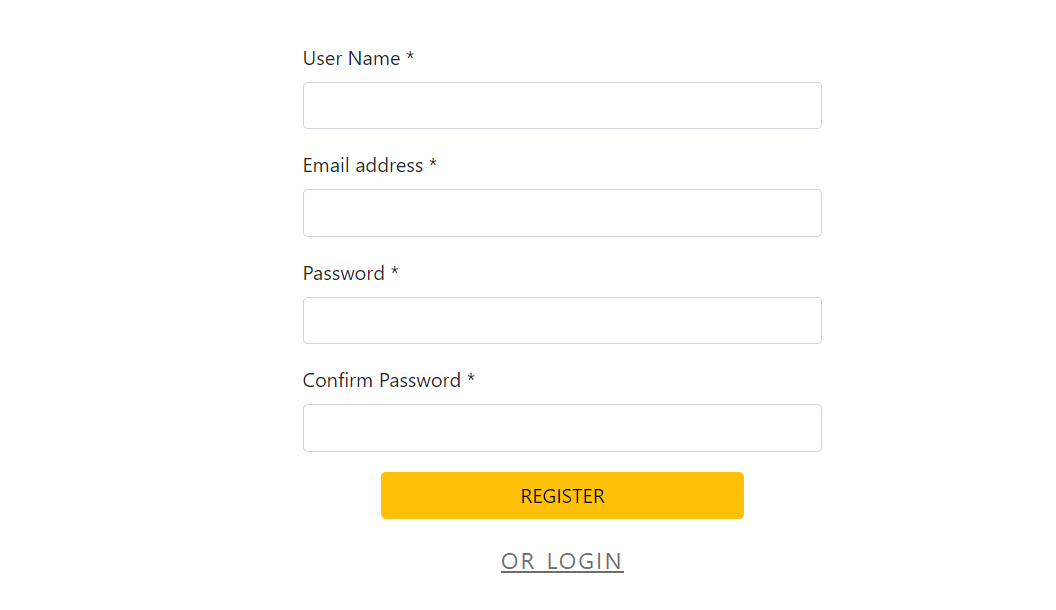 User Name *
Email address *
Password *
Confirm Password *
REGISTER
OR LOGIN